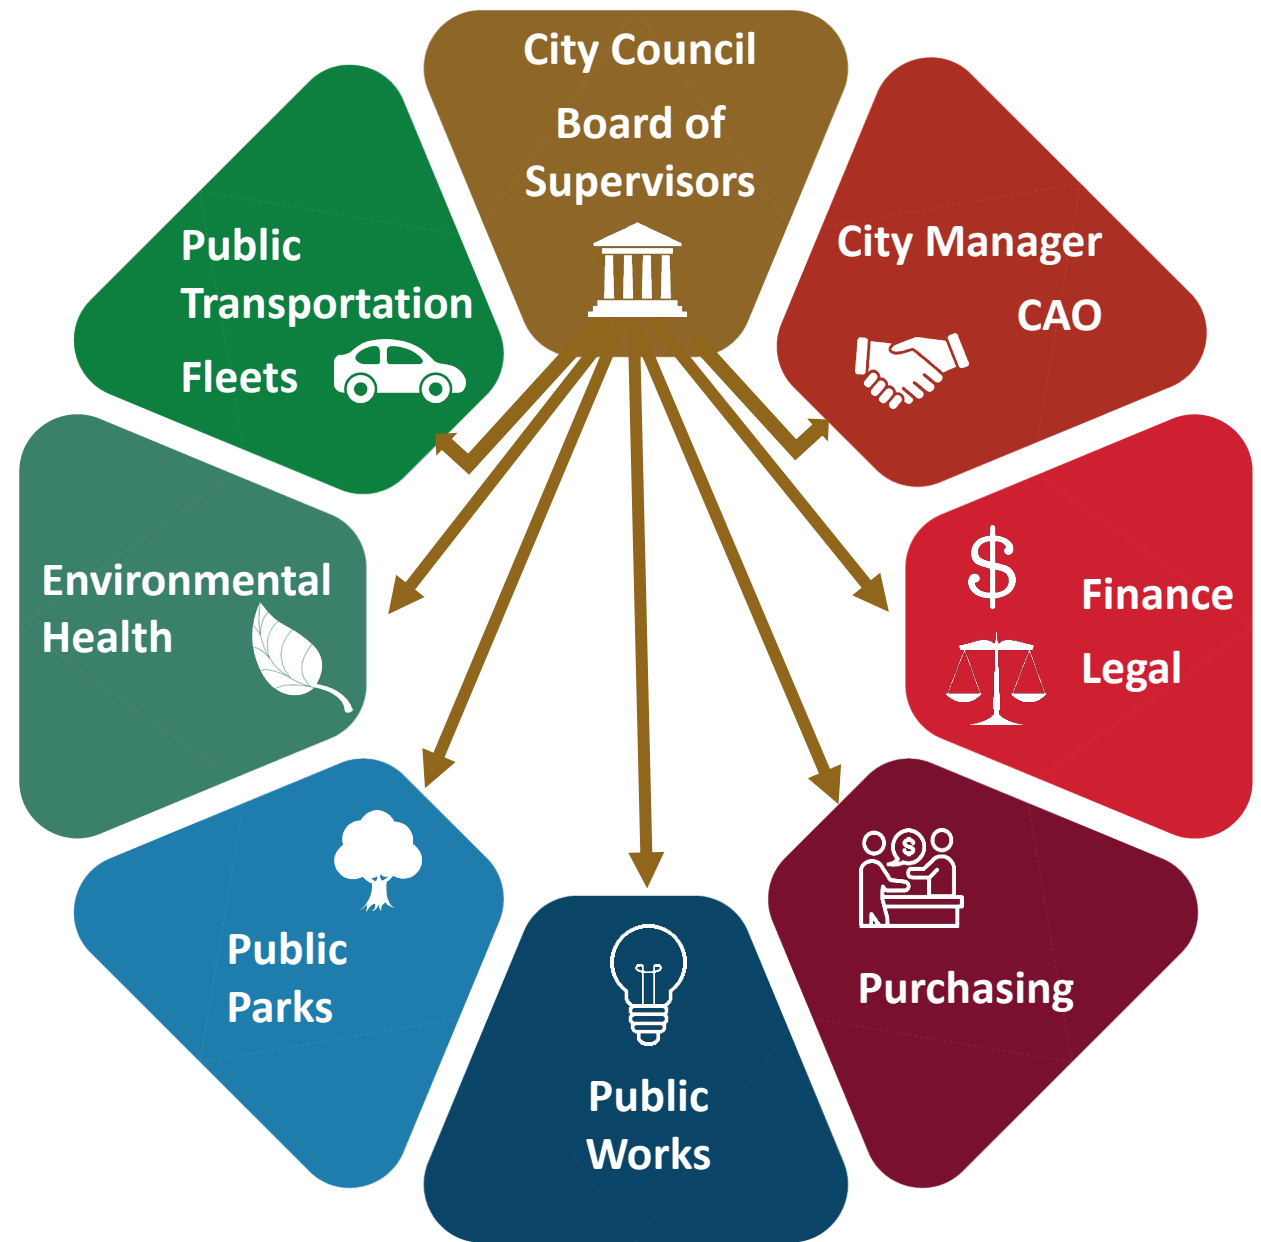 City Council
Board of
Supervisors
City Manager
CAO
$
Finance
Legal
$
Purchasing
Public
Works
Public
Parks
Environmental
Health
Public
Transportation
Fleets